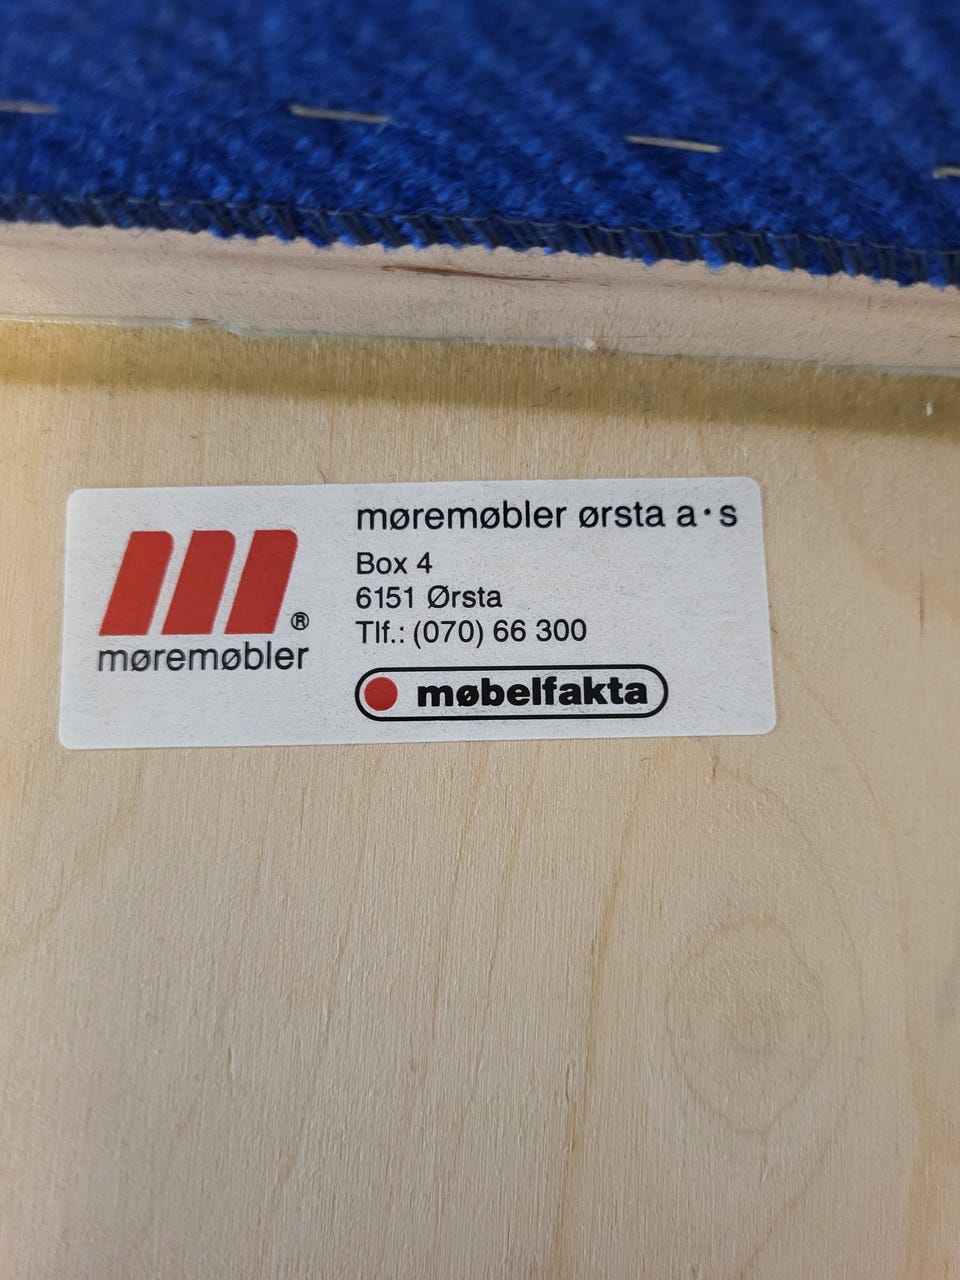 møremøbler ørsta a·s
Box 4
6151 Ørsta
Tlf.: (070) 66 300
®
møremøbler
møbelfakta